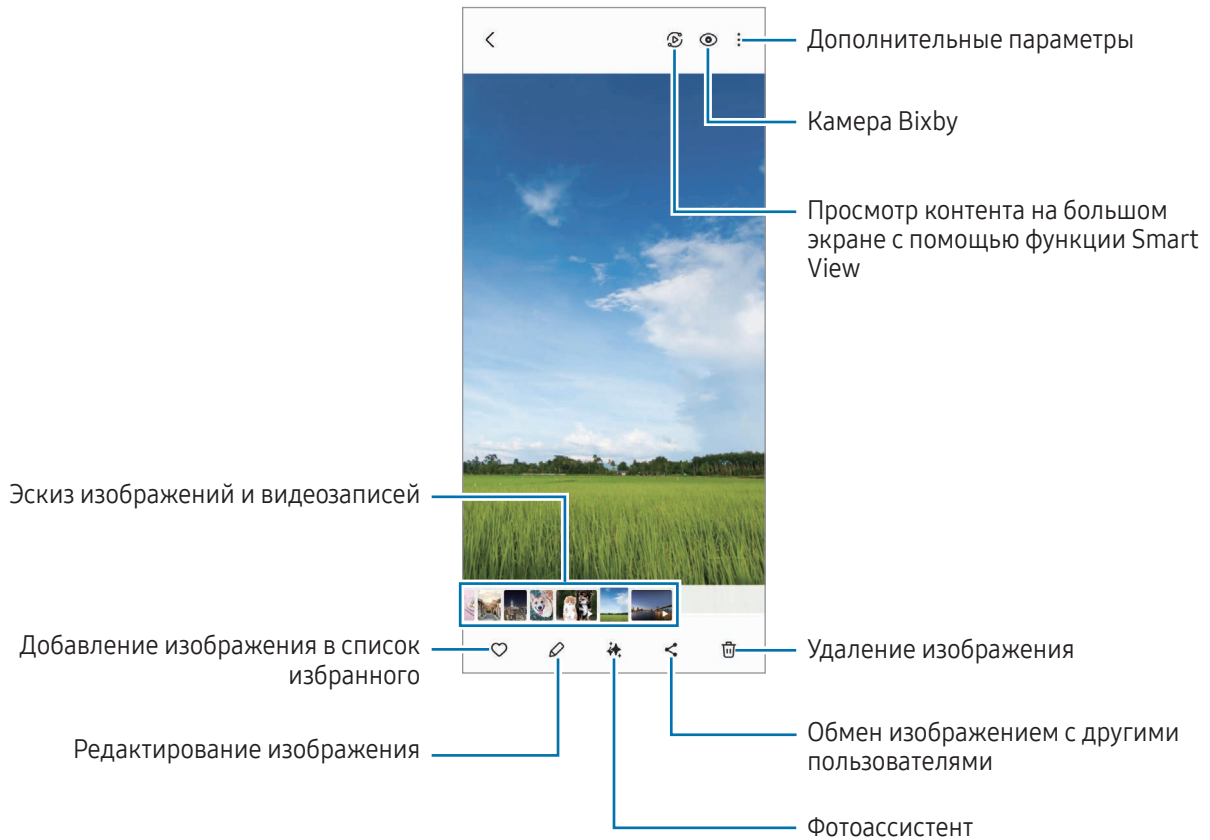 Дополнительные параметры
Камера Bixby
Просмотр контента на большом
экране с помощью функции Smart
View
Эскиз изображений и видеозаписей
Добавление изображения в список
избранного
Удаление изображения
Редактирование изображения
Обмен изображением с другими
пользователями
Фотоассистент